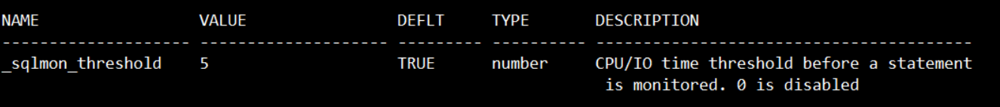 NAME VALUE DEFLT TYPE DESCRIPTION
-------------------- -------------------- --------- ---------- ----------------------------------------
_sqlmon_threshold 5 TRUE number CPU/IO time threshold before a statement
is monitored. 0 is disabled